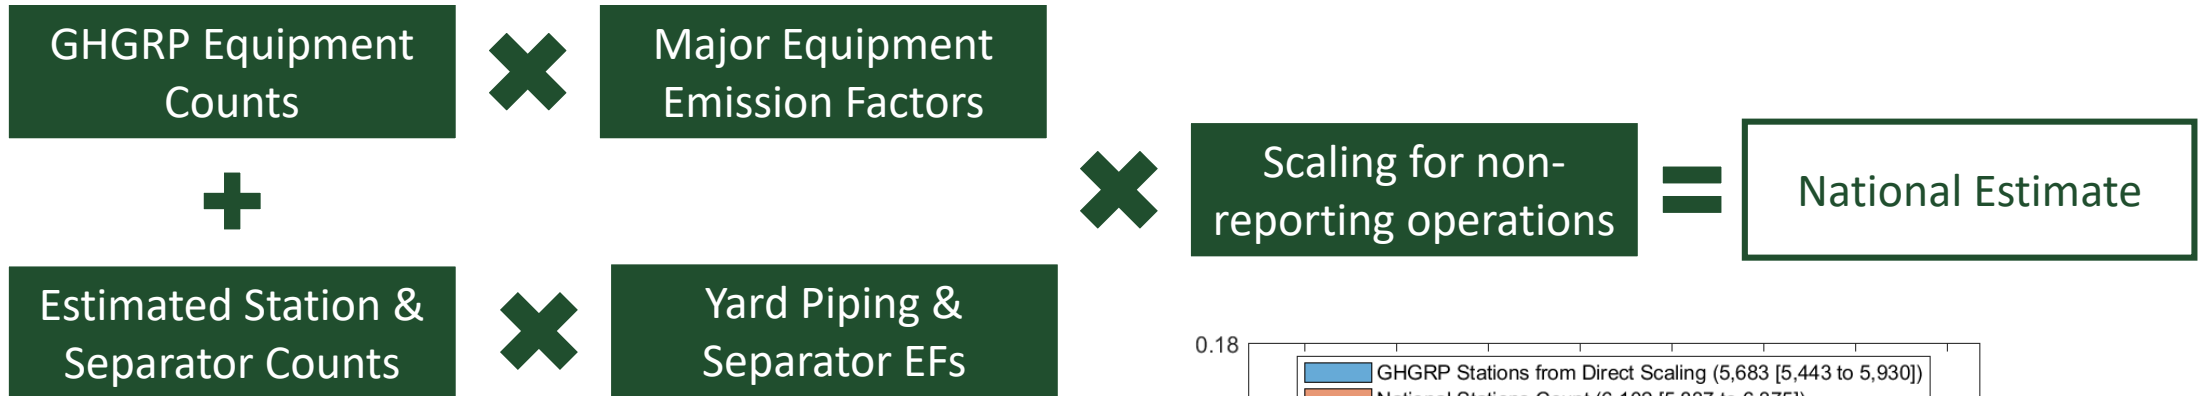 GHGRP Equipment
Counts
Major Equipment
Emission Factors
Scaling for non-
reporting operations
National Estimate
Estimated Station &
Separator Counts
Yard Piping &
Separator EFs
0.18
GHGRP Stations from Direct Scaling (5,683 [5,443 to 5,930])